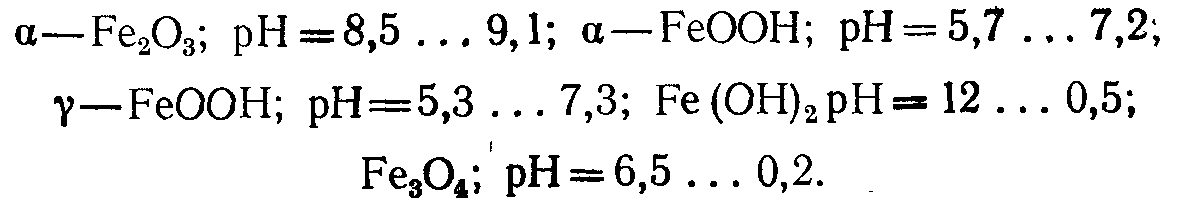 α—Fe₂O₃; pH=8,5 ... 9,1; α—FeOOH; pH=5,7 ... 7,2;
γ—FeOOH; pH=5,3 ... 7,3; Fe(OH)₂ pH=12 ... 0,5;
Fe₃O₄; pH=6,5 ... 0,2.